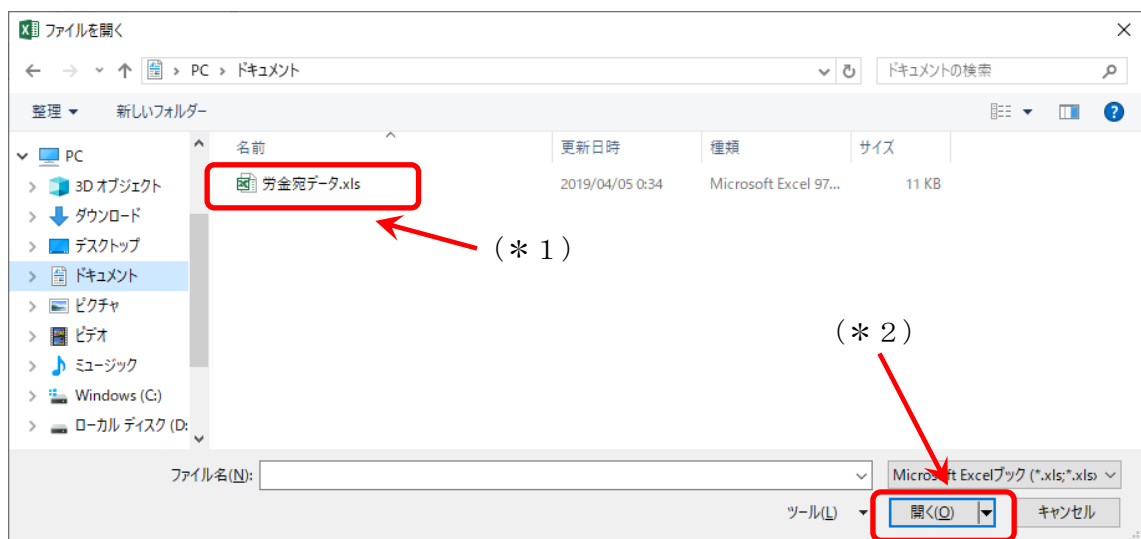 ファイルを開く
PC > ドキュメント
ドキュメントの検索
整理
新しいフォルダー
名前 更新日時 種類 サイズ
労金宛データ.xls 2019/04/05 0:34 Microsoft Excel 97... 11 KB
PC
3D オブジェクト
ダウンロード
デスクトップ
ドキュメント
ピクチャ
ビデオ
ミュージック
Windows (C:)
ローカル ディスク (D:
(*1)
(*2)
ファイル名(N):
Microsoft Excelブック (*.xls;*.xls
ツール(L)
開く(O)
キャンセル